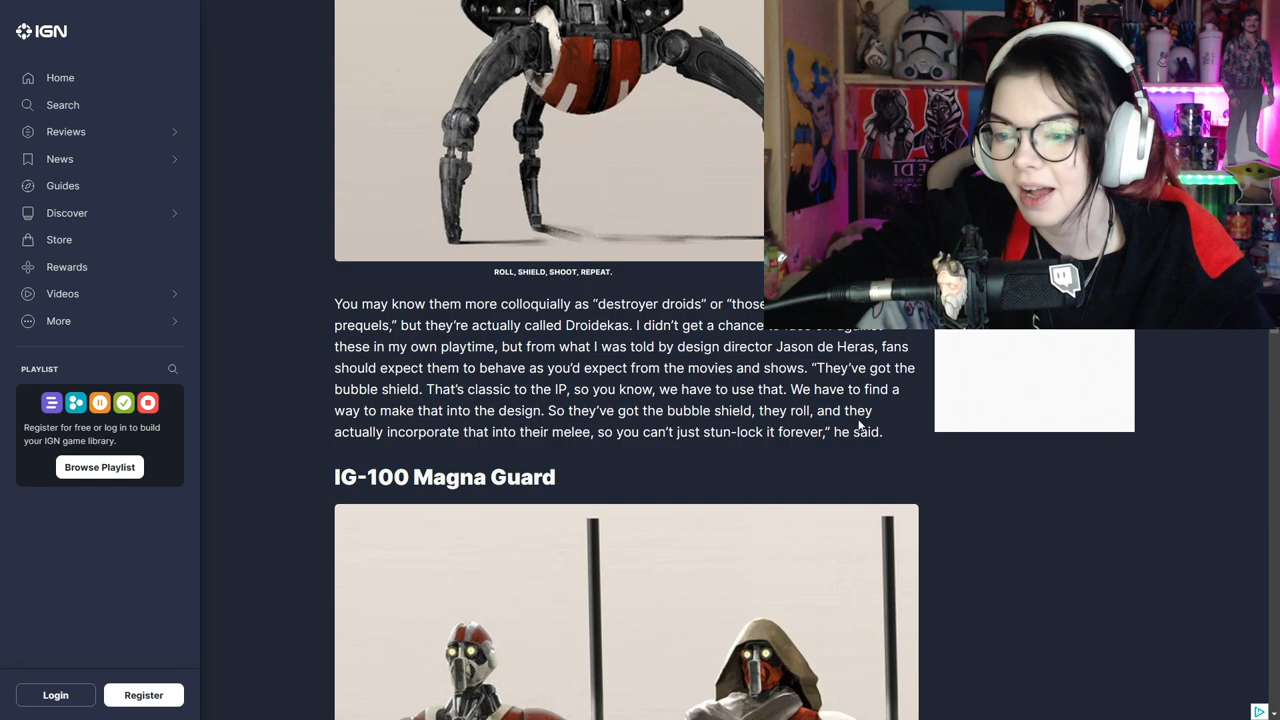 IGN
Home
Search
Reviews
News
Guides
Discover
Store
Rewards
Videos
More
PLAYLIST
Register for free or log in to build
your IGN game library.
Browse Playlist
Login
Register
ROLL, SHIELD, SHOOT, REPEAT.
You may know them more colloquially as “destroyer droids” or “those
prequels,” but they’re actually called Droidekas. I didn’t get a chance
these in my own playtime, but from what I was told by design director Jason de Heras, fans
should expect them to behave as you’d expect from the movies and shows. “They’ve got the
bubble shield. That’s classic to the IP, so you know, we have to use that. We have to find a
way to make that into the design. So they’ve got the bubble shield, they roll, and they
actually incorporate that into their melee, so you can’t just stun-lock it forever,” he said.
IG-100 Magna Guard